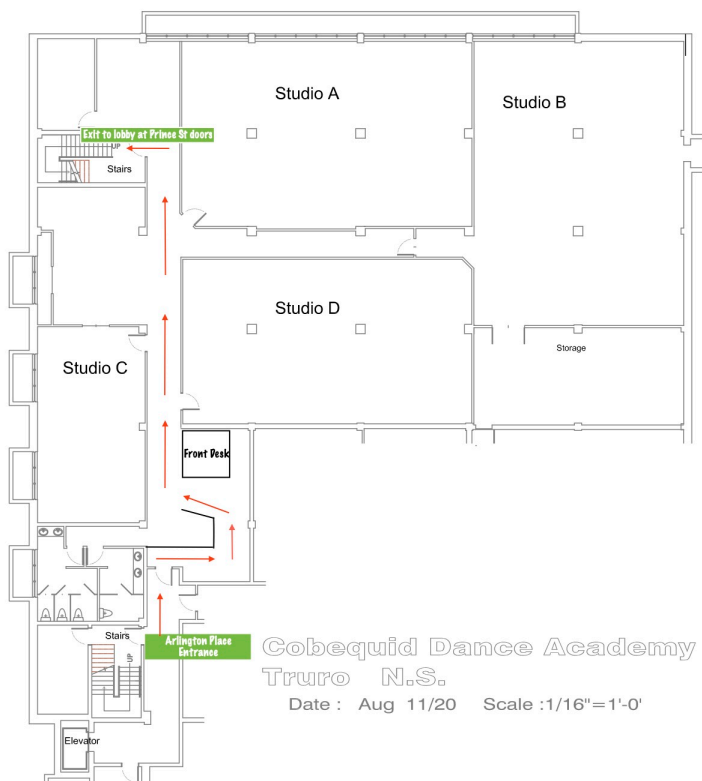 Studio A
Studio B
Exit to lobby at Prince St doors
UP
Stairs
Studio D
Storage
Studio C
Front Desk
Stairs
Arlington Place
Entrance
UP
Elevator
Cobequid Dance Academy
Truro N.S.
Date : Aug 11/20 Scale :1/16"=1'-0'